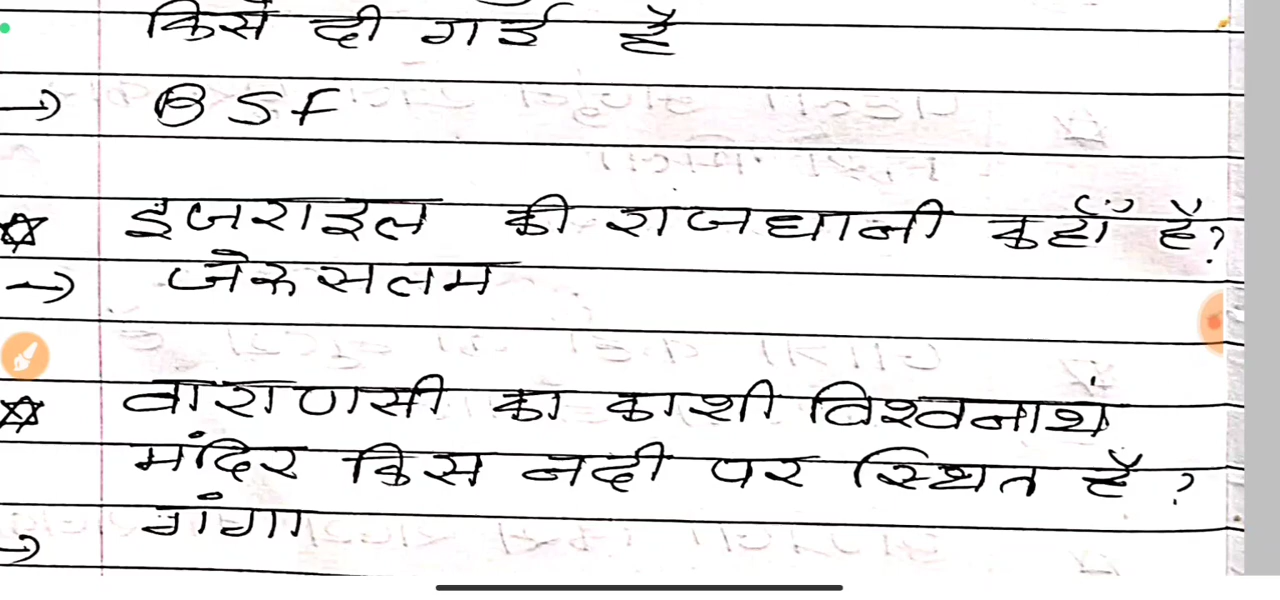 किसे दी गई है
→ BSF
☆ इजराइल की राजधानी कहाँ है?
→ जेरुसलम
☆ वाराणसी का काशी विश्वनाथ
मंदिर किस नदी पर स्थित है ?
→ गंगा